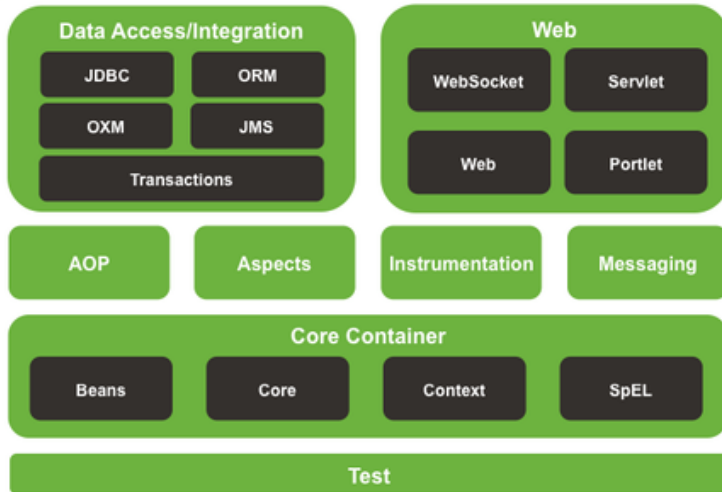 Data Access/Integration
JDBC
ORM
OXM
JMS
Transactions
Web
WebSocket
Servlet
Web
Portlet
AOP
Aspects
Instrumentation
Messaging
Core Container
Beans
Core
Context
SpEL
Test